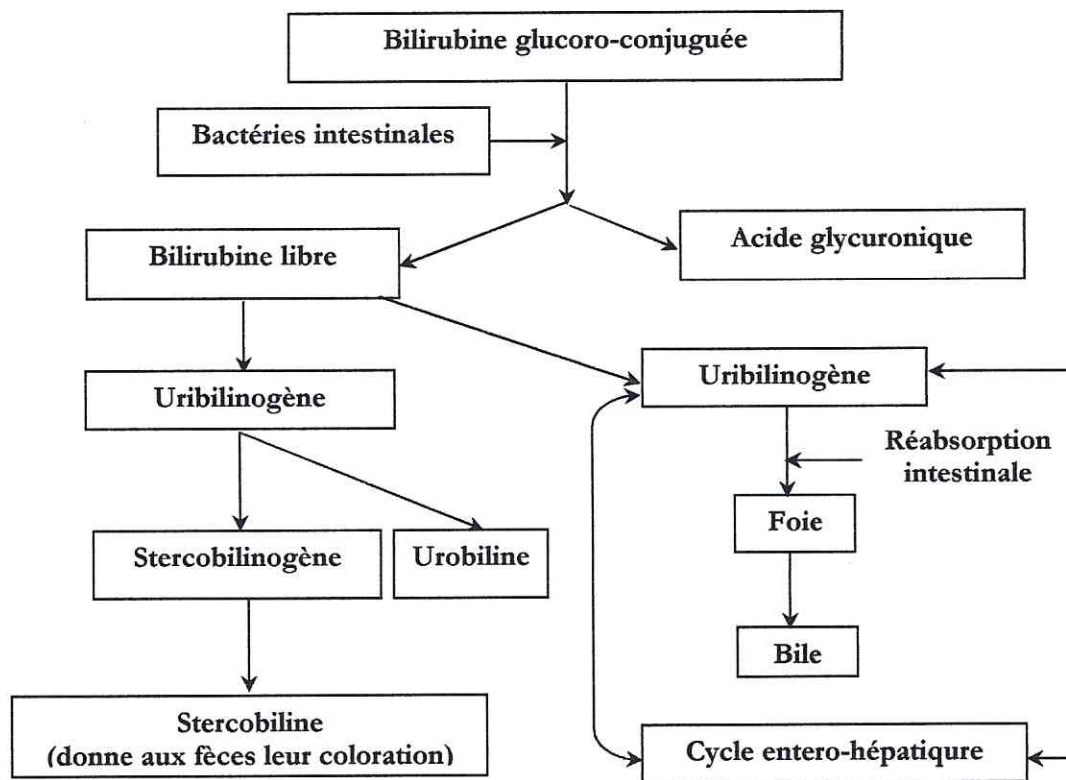 Bilirubine glucoro-conjuguée
Bactéries intestinales
Acide glycuronique
Bilirubine libre
Uribilinogène
Uribilinogène
Réabsorption
intestinale
Foie
Stercobilinogène
Urobiline
Bile
Stercobiline
(donne aux fèces leur coloration)
Cycle entero-hépatiqure